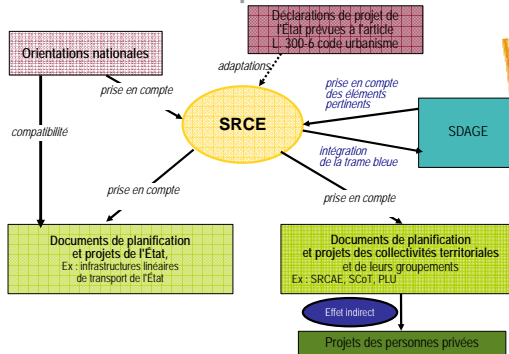 Déclarations de projet de
l'État prévues à l'article
L. 300-6 code urbanisme
Orientations nationales
adaptations
prise en compte
prise en compte
des éléments
pertinents
SRCE
SDAGE
compatibilité
intégration
de la trame bleue
prise en compte
prise en compte
Documents de planification
et projets de l'État,
Ex : infrastructures linéaires
de transport de l'État
Documents de planification
et projets des collectivités territoriales
et de leurs groupements
Ex : SRCAE, SCoT, PLU
Effet indirect
Projets des personnes privées